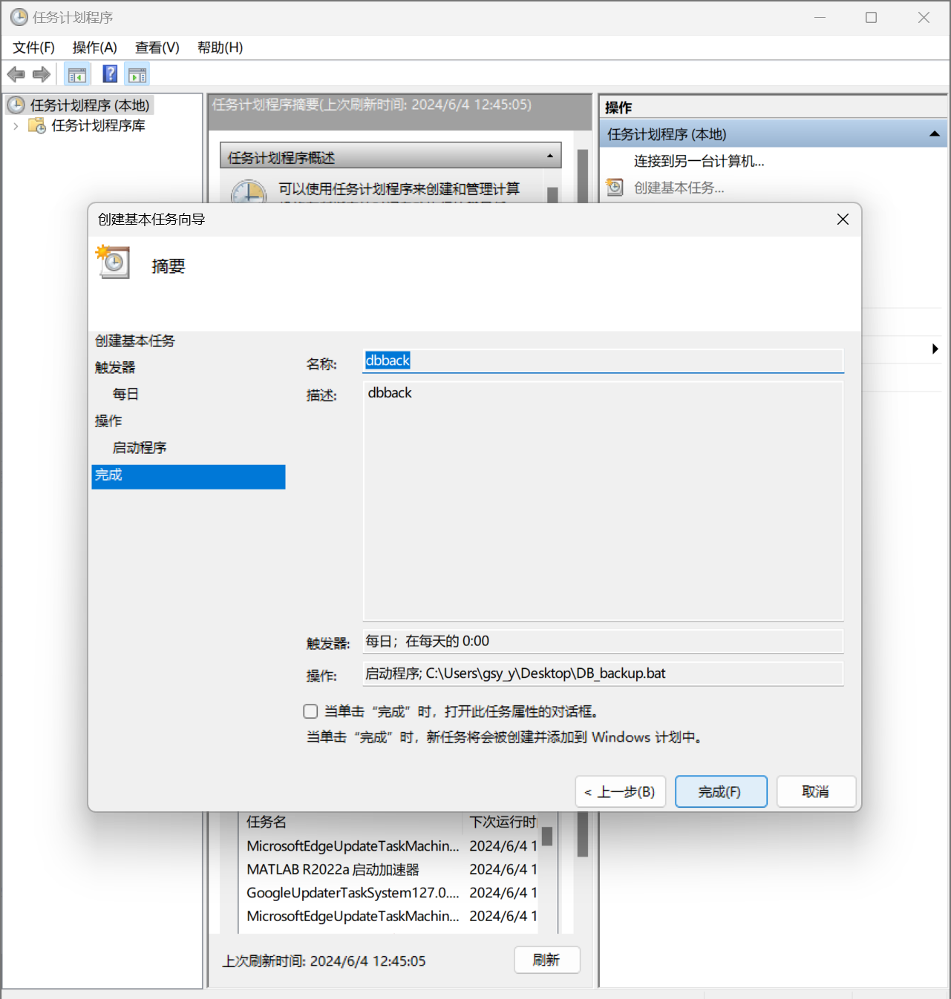 任务计划程序
文件(F) 操作(A) 查看(V) 帮助(H)
任务计划程序 (本地)
任务计划程序库
任务计划程序摘要(上次刷新时间: 2024/6/4 12:45:05)
任务计划程序概述
可以使用任务计划程序来创建和管理计算
操作
任务计划程序 (本地)
连接到另一台计算机...
创建基本任务...
创建基本任务向导
摘要
创建基本任务
触发器
每日
操作
启动程序
完成
名称: dbback
描述: dbback
触发器: 每日；在每天的 0:00
操作: 启动程序; C:\Users\gsy_y\Desktop\DB_backup.bat
当单击“完成”时，打开此任务属性的对话框。
当单击“完成”时，新任务将会被创建并添加到 Windows 计划中。
< 上一步(B) 完成(F) 取消
任务名 下次运行时
MicrosoftEdgeUpdateTaskMachin... 2024/6/4 1
MATLAB R2022a 启动加速器 2024/6/4 1
GoogleUpdaterTaskSystem127.0.... 2024/6/4 1
MicrosoftEdgeUpdateTaskMachin... 2024/6/4 1
上次刷新时间: 2024/6/4 12:45:05 刷新